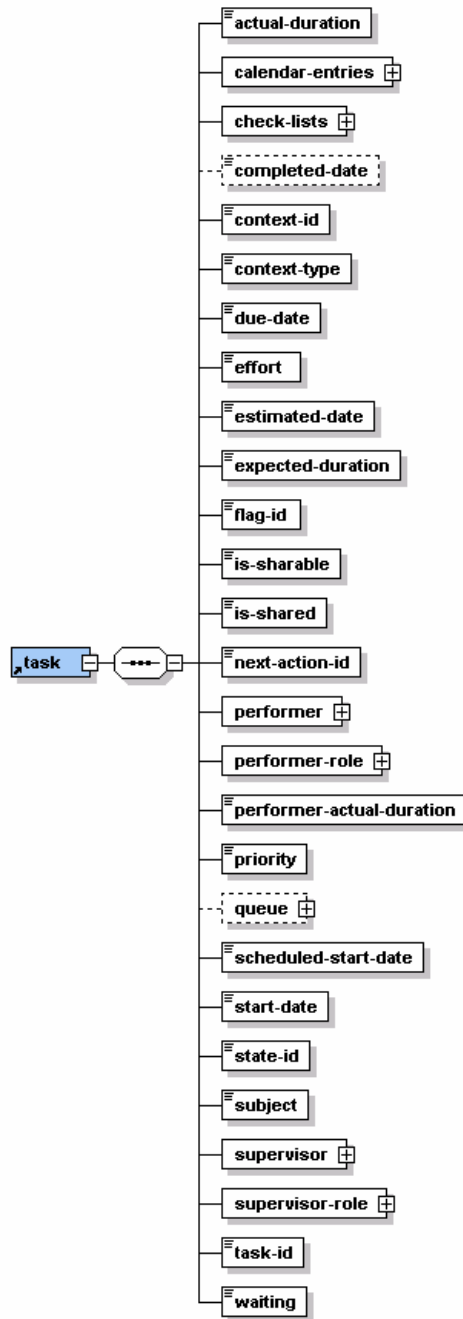 actual-duration
calendar-entries
check-lists
completed-date
context-id
context-type
due-date
effort
estimated-date
expected-duration
flag-id
is-sharable
is-shared
task
next-action-id
performer
performer-role
performer-actual-duration
priority
queue
scheduled-start-date
start-date
state-id
subject
supervisor
supervisor-role
task-id
waiting